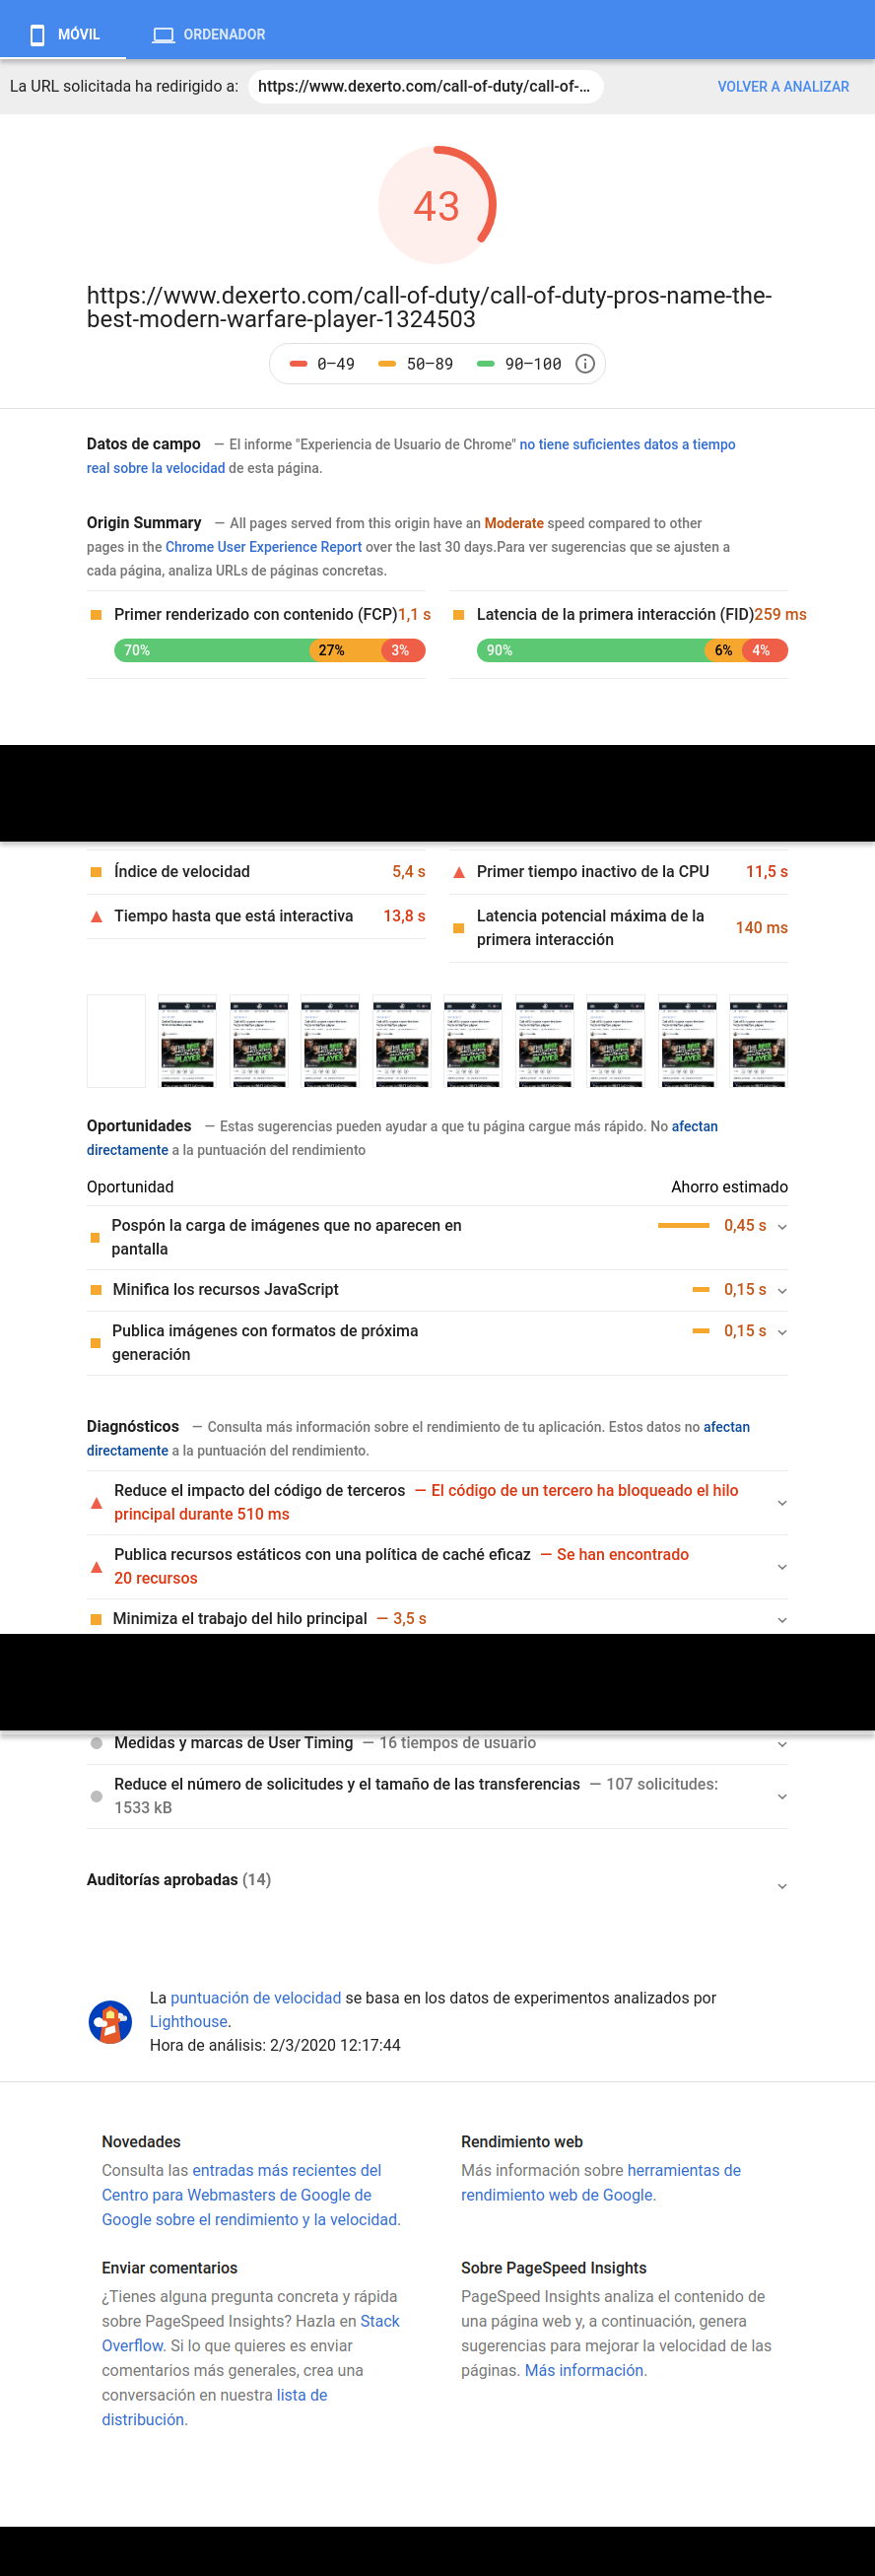 MÓVIL
ORDENADOR
La URL solicitada ha redirigido a:
https://www.dexerto.com/call-of-duty/call-of-...
VOLVER A ANALIZAR
43
https://www.dexerto.com/call-of-duty/call-of-duty-pros-name-the-
best-modern-warfare-player-1324503
0–49
50–89
90–100
Datos de campo — El informe "Experiencia de Usuario de Chrome" no tiene suficientes datos a tiempo
real sobre la velocidad de esta página.
Origin Summary — All pages served from this origin have an Moderate speed compared to other
pages in the Chrome User Experience Report over the last 30 days.Para ver sugerencias que se ajusten a
cada página, analiza URLs de páginas concretas.
Primer renderizado con contenido (FCP)1,1 s
70% 27% 3%
Latencia de la primera interacción (FID)259 ms
90% 6% 4%
Índice de velocidad 5,4 s
Primer tiempo inactivo de la CPU 11,5 s
Tiempo hasta que está interactiva 13,8 s
Latencia potencial máxima de la
primera interacción
140 ms
Oportunidades — Estas sugerencias pueden ayudar a que tu página cargue más rápido. No afectan
directamente a la puntuación del rendimiento
Oportunidad Ahorro estimado
Pospón la carga de imágenes que no aparecen en
pantalla
0,45 s
Minifica los recursos JavaScript 0,15 s
Publica imágenes con formatos de próxima
generación
0,15 s
Diagnósticos — Consulta más información sobre el rendimiento de tu aplicación. Estos datos no afectan
directamente a la puntuación del rendimiento.
Reduce el impacto del código de terceros — El código de un tercero ha bloqueado el hilo
principal durante 510 ms
Publica recursos estáticos con una política de caché eficaz — Se han encontrado
20 recursos
Minimiza el trabajo del hilo principal — 3,5 s
Medidas y marcas de User Timing — 16 tiempos de usuario
Reduce el número de solicitudes y el tamaño de las transferencias — 107 solicitudes:
1533 kB
Auditorías aprobadas (14)
La puntuación de velocidad se basa en los datos de experimentos analizados por
Lighthouse.
Hora de análisis: 2/3/2020 12:17:44
Novedades
Consulta las entradas más recientes del
Centro para Webmasters de Google de
Google sobre el rendimiento y la velocidad.
Rendimiento web
Más información sobre herramientas de
rendimiento web de Google.
Enviar comentarios
¿Tienes alguna pregunta concreta y rápida
sobre PageSpeed Insights? Hazla en Stack
Overflow. Si lo que quieres es enviar
comentarios más generales, crea una
conversación en nuestra lista de
distribución.
Sobre PageSpeed Insights
PageSpeed Insights analiza el contenido de
una página web y, a continuación, genera
sugerencias para mejorar la velocidad de las
páginas. Más información.